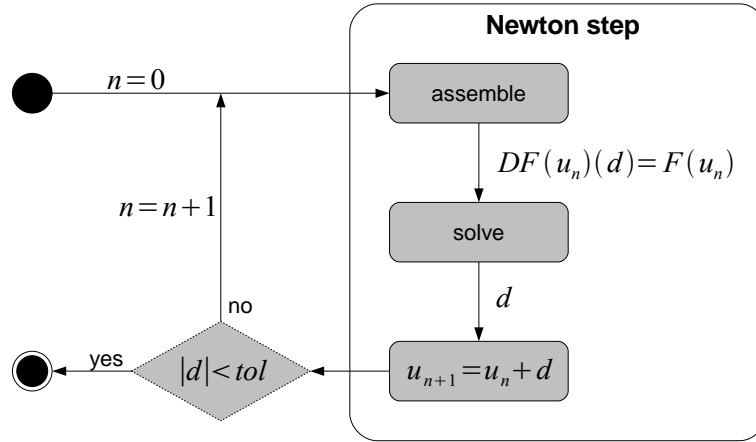 Newton step
n=0
assemble
DF(u_n)(d)=F(u_n)
n=n+1
solve
d
no
yes
|d|<tol
u_{n+1}=u_n+d